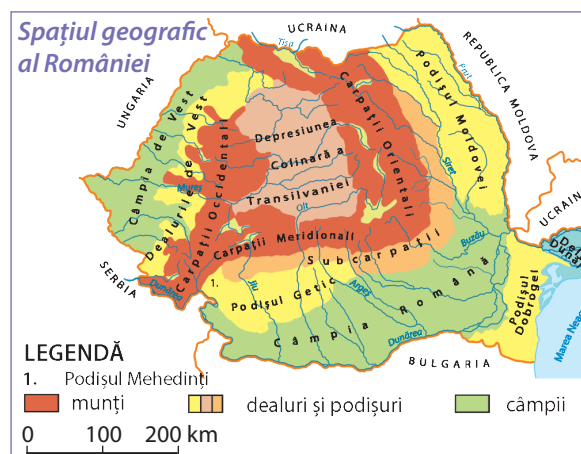 Spațiul geografic
al României
UCRAINA
Tisa
REPUBLICA MOLDOVA
Prut
UNGARIA
Carpații Orientali
Podișul Moldovei
Siret
Câmpia de Vest
Dealurile de Vest
Carpații Occidentali
Depresiunea
Colinară a
Transilvaniei
Mureș
Olt
UCRAINA
Carpații Meridionali
Subcarpații
Buzău
SERBIA
Dunărea
1.
Jiu
Podișul Getic
Argeș
Câmpia Română
Podișul
Dobrogei
Marea
Dunărea
BULGARIA
LEGENDĂ
1. Podișul Mehedinți
munți
dealuri și podișuri
câmpii
0 100 200 km